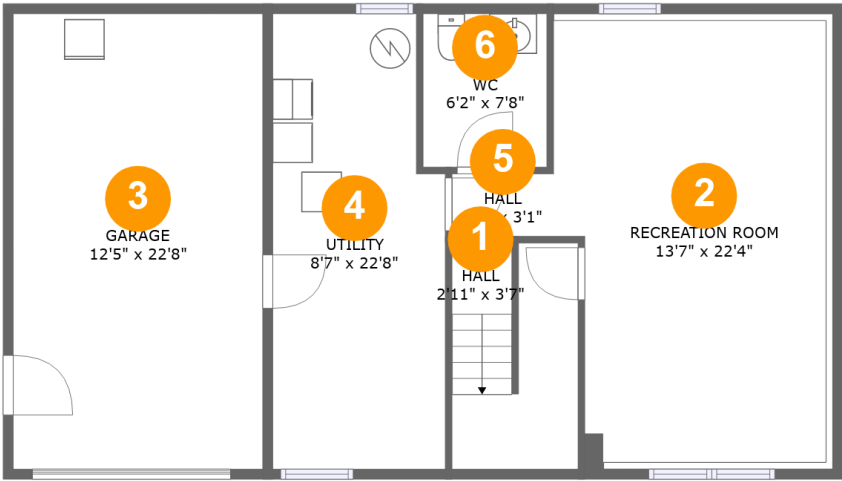 6
WC
6'2" x 7'8"
5
HALL
x 3'1"
3
GARAGE
12'5" x 22'8"
4
UTILITY
8'7" x 22'8"
1
HALL
2'11" x 3'7"
2
RECREATION ROOM
13'7" x 22'4"